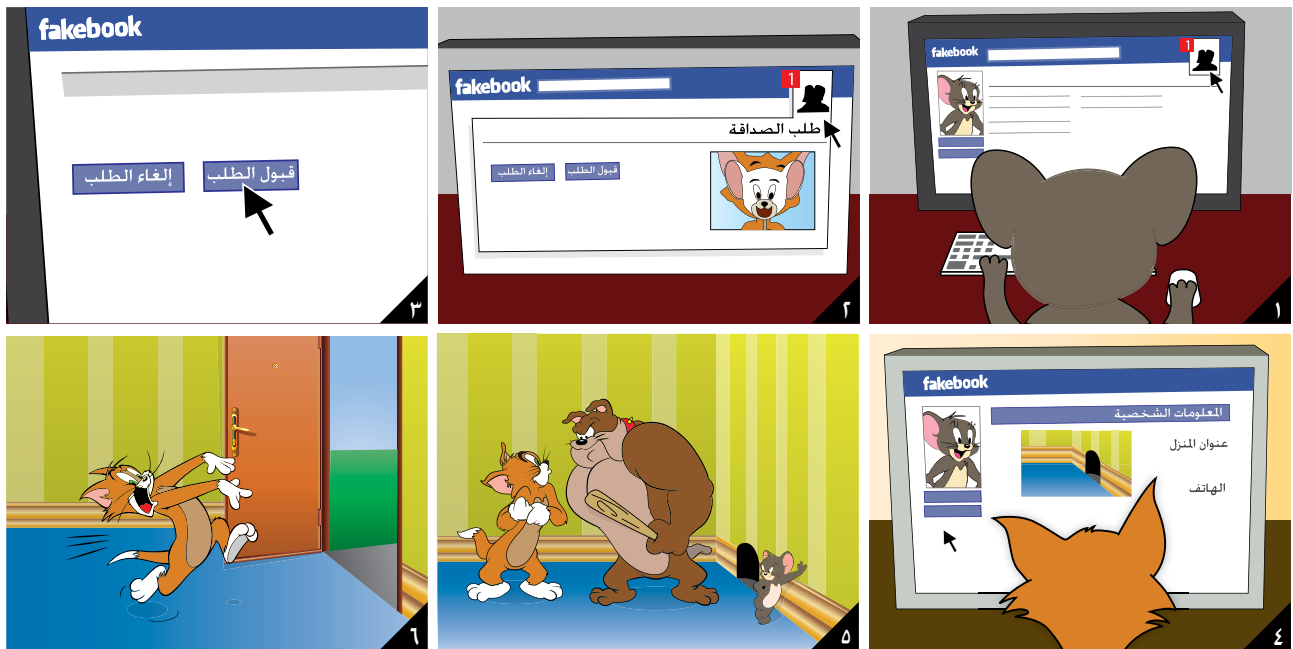 fakebook
1
١
fakebook
1
طلب الصداقة
قبول الطلب
إلغاء الطلب
٢
fakebook
قبول الطلب
إلغاء الطلب
٣
fakebook
المعلومات الشخصية
عنوان المنزل
الهاتف
٤
٥
٦